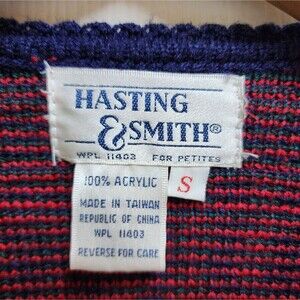 HASTING
& SMITH®
WPL 11403 FOR PETITES
100% ACRYLIC
S
MADE IN TAIWAN
REPUBLIC OF CHINA
WPL 11403
REVERSE FOR CARE